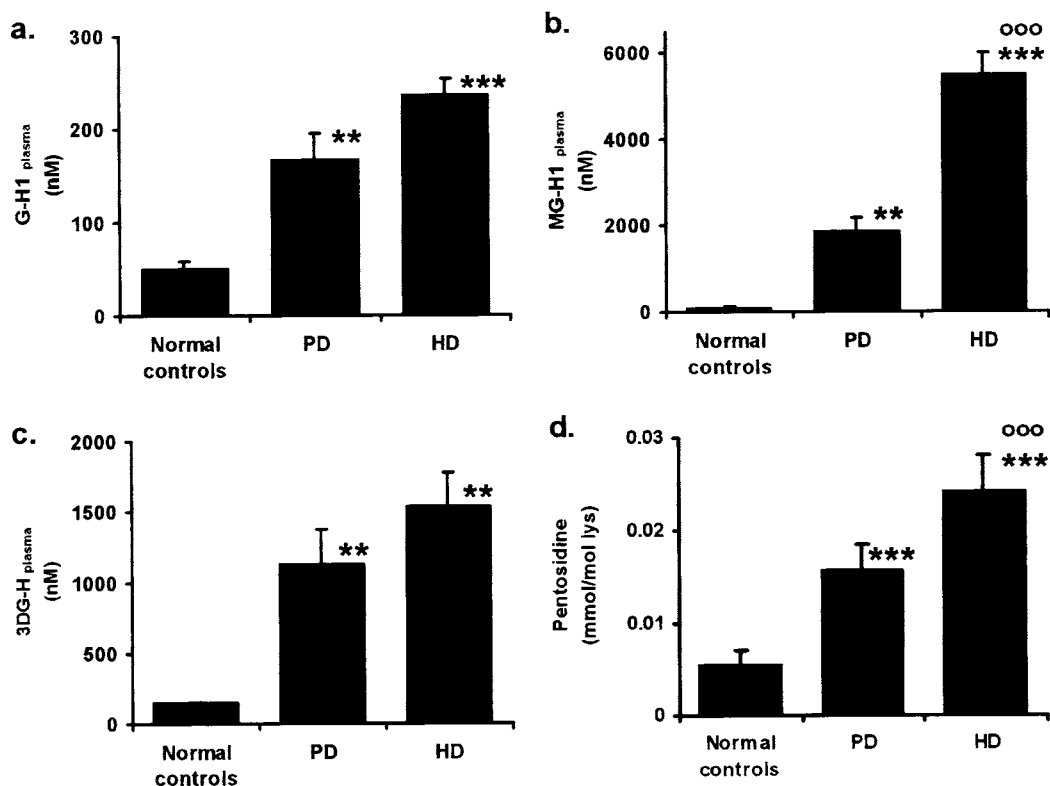 a.
300
200
100
0
G-H1 plasma
(nM)
**
***
Normal
controls
PD
HD
b.
6000
4000
2000
0
MG-H1 plasma
(nM)
**
ooo
***
Normal
controls
PD
HD
c.
2000
1500
1000
500
0
3DG-H plasma
(nM)
**
**
Normal
controls
PD
HD
d.
0.03
0.02
0.01
0
Pentosidine
(mmol/mol lys)
***
ooo
***
Normal
controls
PD
HD